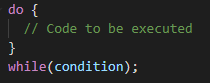 do {
  // Code to be executed
}
while(condition);